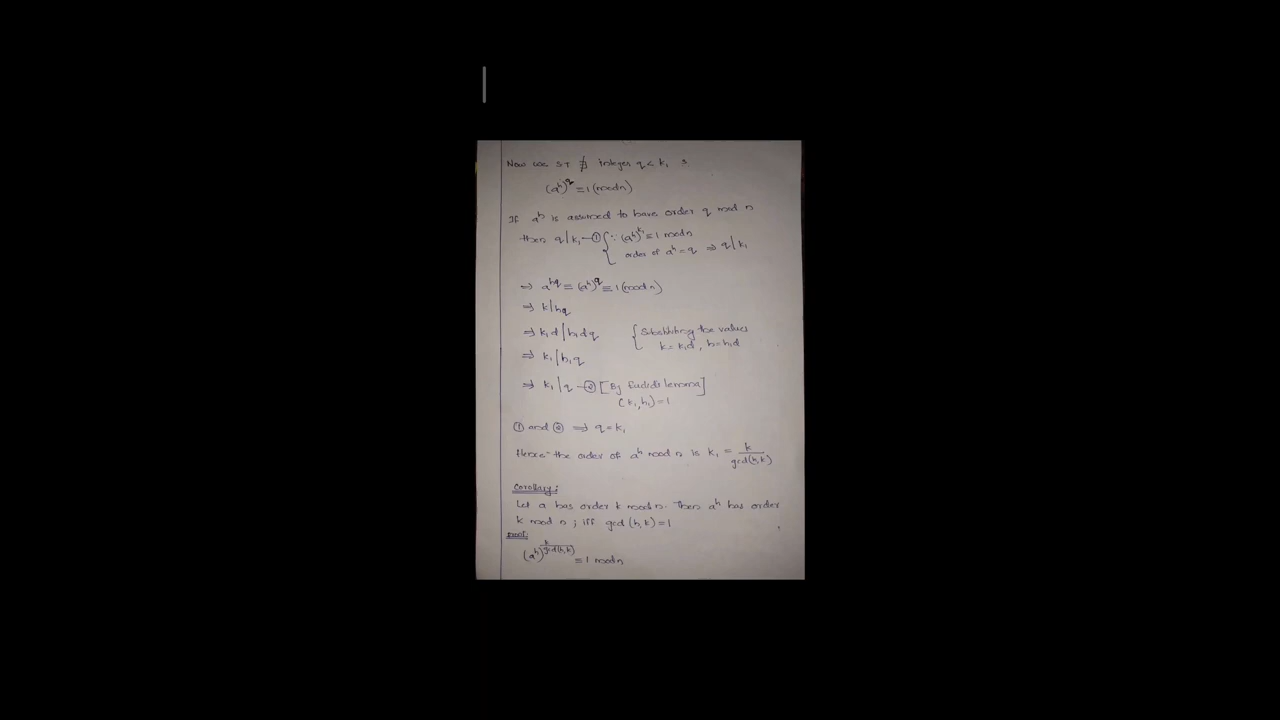 Now we S.T ∄ integer q < k₁ s
(aʰ)^q ≡ 1 (mod n)
If aʰ is assumed to have order q mod n
then q | k₁ —① { ∵ (aʰ)^k₁ ≡ 1 mod n
order of aʰ = q ⇒ q | k₁
⇒ a^hq ≡ (aʰ)^q ≡ 1 (mod n)
⇒ k | hq
⇒ k₁d | h₁dq { Substituting the values
k = k₁d , h = h₁d
⇒ k₁ | h₁q
⇒ k₁ | q —② [By Euclid's lemma]
(k₁, h₁) = 1
① and ② ⇒ q = k₁
Hence the order of aʰ mod n is k₁ = k / gcd(h, k)
Corollary :
Let a has order k mod n. Then aʰ has order
k mod n ; iff gcd (h, k) = 1
Proof:
(aʰ)^(k / gcd(h, k)) ≡ 1 mod n